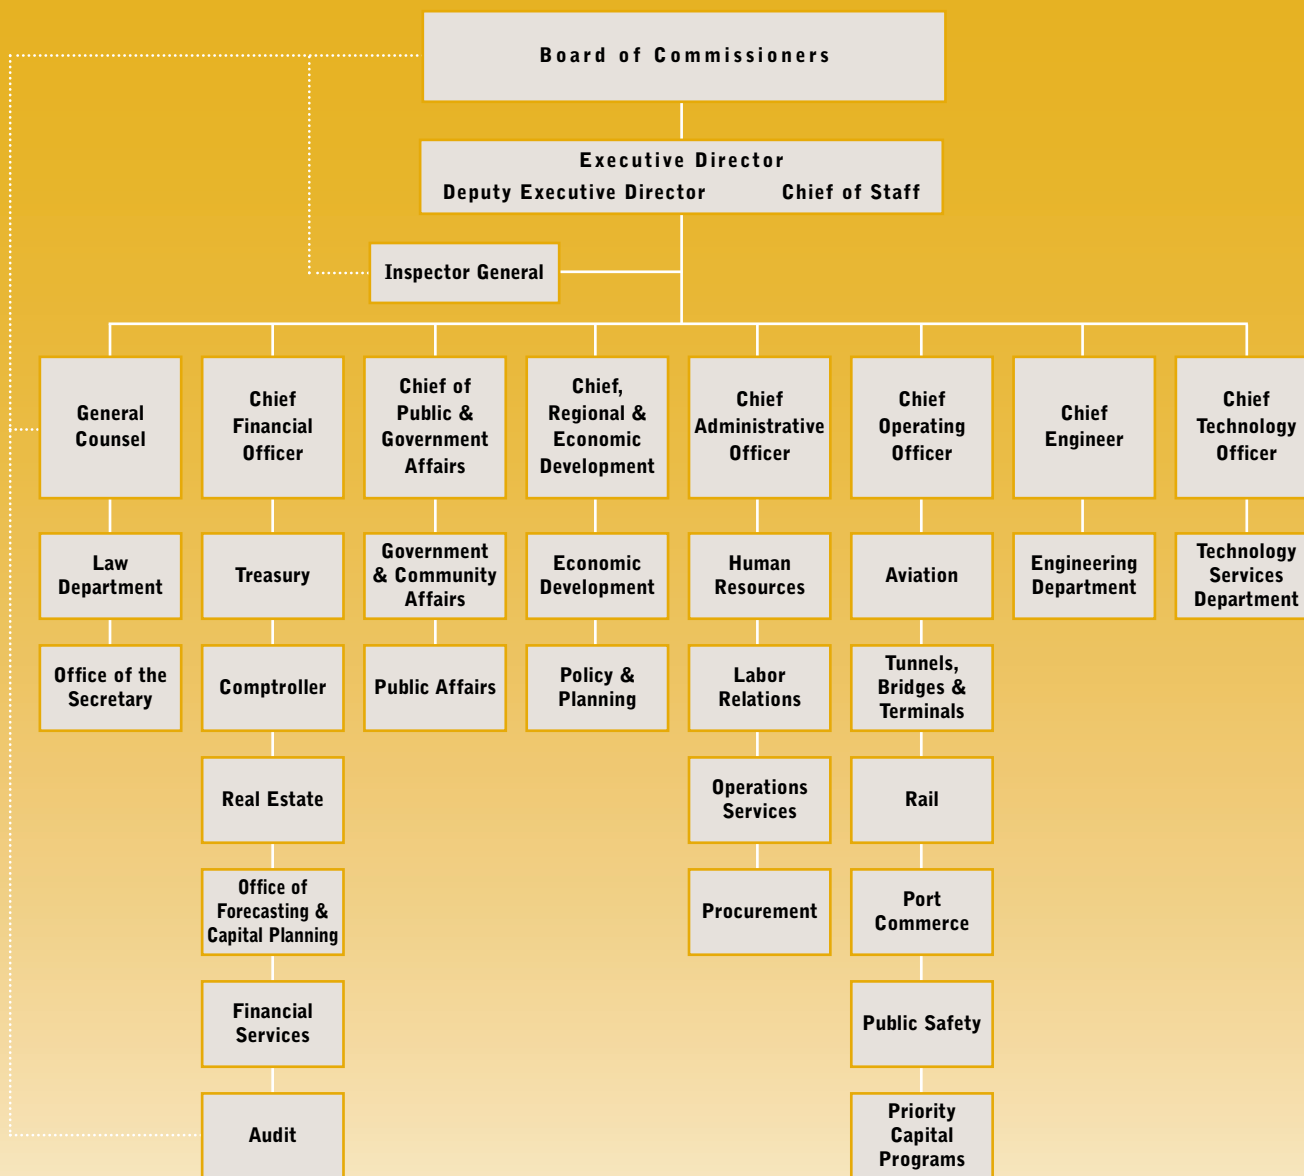 Board of Commissioners
Executive Director
Deputy Executive Director
Chief of Staff
Inspector General
General
Counsel
Chief
Financial
Officer
Chief of
Public &
Government
Affairs
Chief,
Regional &
Economic
Development
Chief
Administrative
Officer
Chief
Operating
Officer
Chief
Engineer
Chief
Technology
Officer
Law
Department
Treasury
Government
& Community
Affairs
Economic
Development
Human
Resources
Aviation
Engineering
Department
Technology
Services
Department
Office of the
Secretary
Comptroller
Public Affairs
Policy &
Planning
Labor
Relations
Tunnels,
Bridges &
Terminals
Real Estate
Operations
Services
Rail
Office of
Forecasting &
Capital Planning
Procurement
Port
Commerce
Financial
Services
Public Safety
Audit
Priority
Capital
Programs